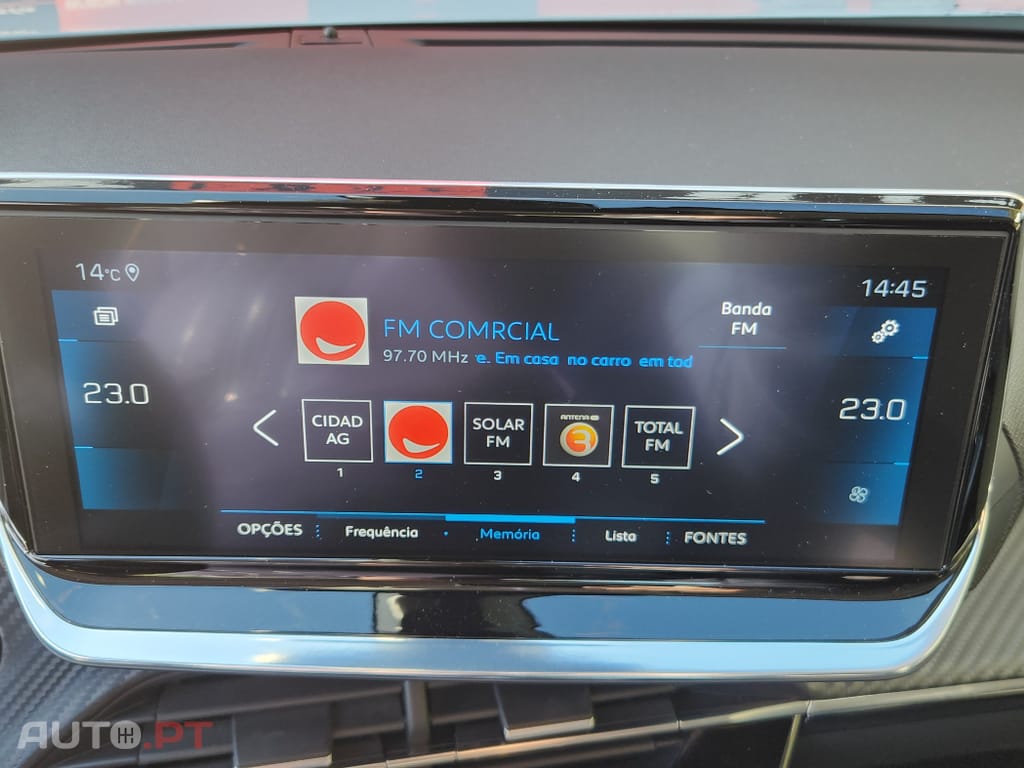 14°C
14:45
FM COMRCIAL
97.70 MHz e. Em casa no carro em tod
Banda
FM
23.0
23.0
CIDAD
AG
SOLAR
FM
ANTENA
3
TOTAL
FM
1
2
3
4
5
OPÇÕES
Frequência
Memória
Lista
FONTES
AUTO.PT